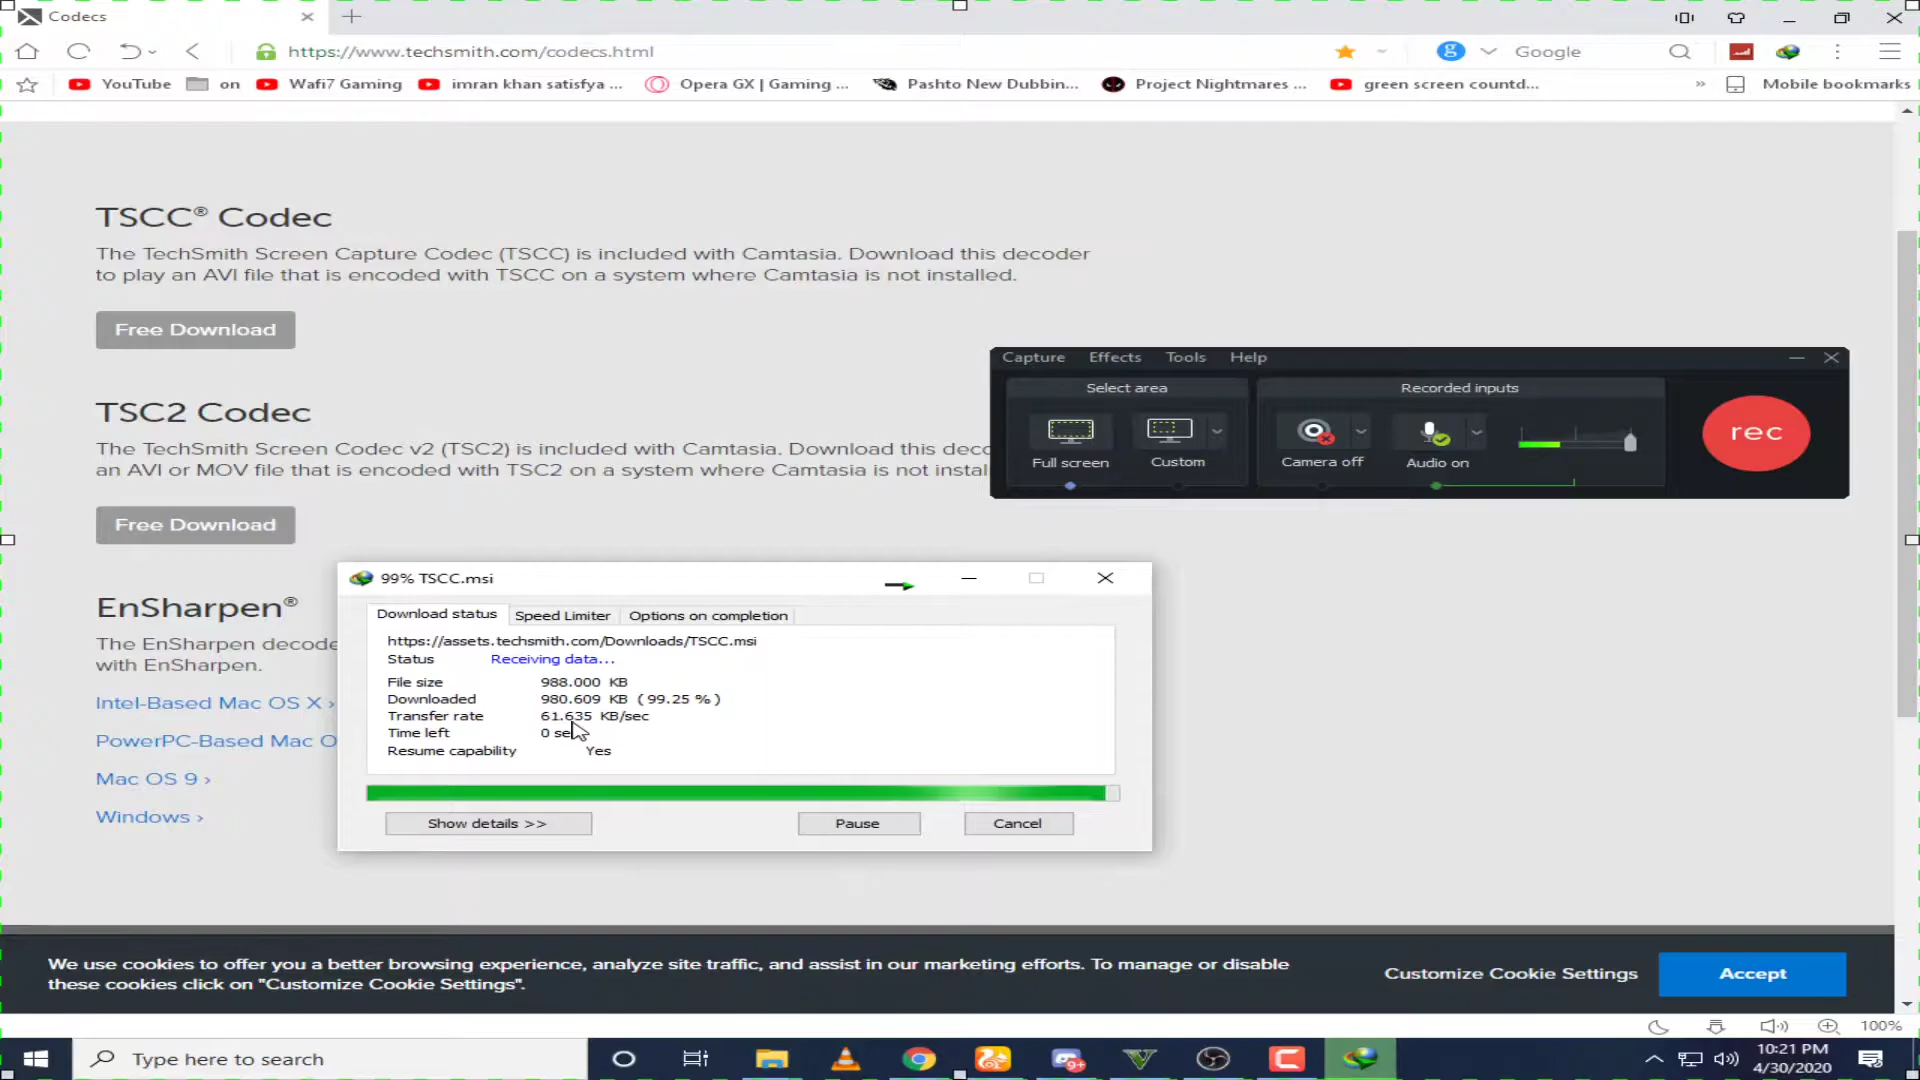 Codecs
https://www.techsmith.com/codecs.html
Google
YouTube
on
Wafi7 Gaming
imran khan satisfya ...
Opera GX | Gaming ...
Pashto New Dubbin...
Project Nightmares ...
green screen countd...
»
Mobile bookmarks
TSCC® Codec
The TechSmith Screen Capture Codec (TSCC) is included with Camtasia. Download this decoder
to play an AVI file that is encoded with TSCC on a system where Camtasia is not installed.
Free Download
Capture Effects Tools Help
Select area
Recorded inputs
Full screen
Custom
Camera off
Audio on
rec
TSC2 Codec
The TechSmith Screen Codec v2 (TSC2) is included with Camtasia. Download this deco
an AVI or MOV file that is encoded with TSC2 on a system where Camtasia is not instal
Free Download
EnSharpen®
The EnSharpen decode
with EnSharpen.
Intel-Based Mac OS X ›
PowerPC-Based Mac O
Mac OS 9 ›
Windows ›
99% TSCC.msi
Download status
Speed Limiter
Options on completion
https://assets.techsmith.com/Downloads/TSCC.msi
Status Receiving data...
File size 988.000 KB
Downloaded 980.609 KB ( 99.25 % )
Transfer rate 61.635 KB/sec
Time left 0 se
Resume capability Yes
Show details >>
Pause
Cancel
We use cookies to offer you a better browsing experience, analyze site traffic, and assist in our marketing efforts. To manage or disable
these cookies click on "Customize Cookie Settings".
Customize Cookie Settings
Accept
100%
Type here to search
10:21 PM
4/30/2020